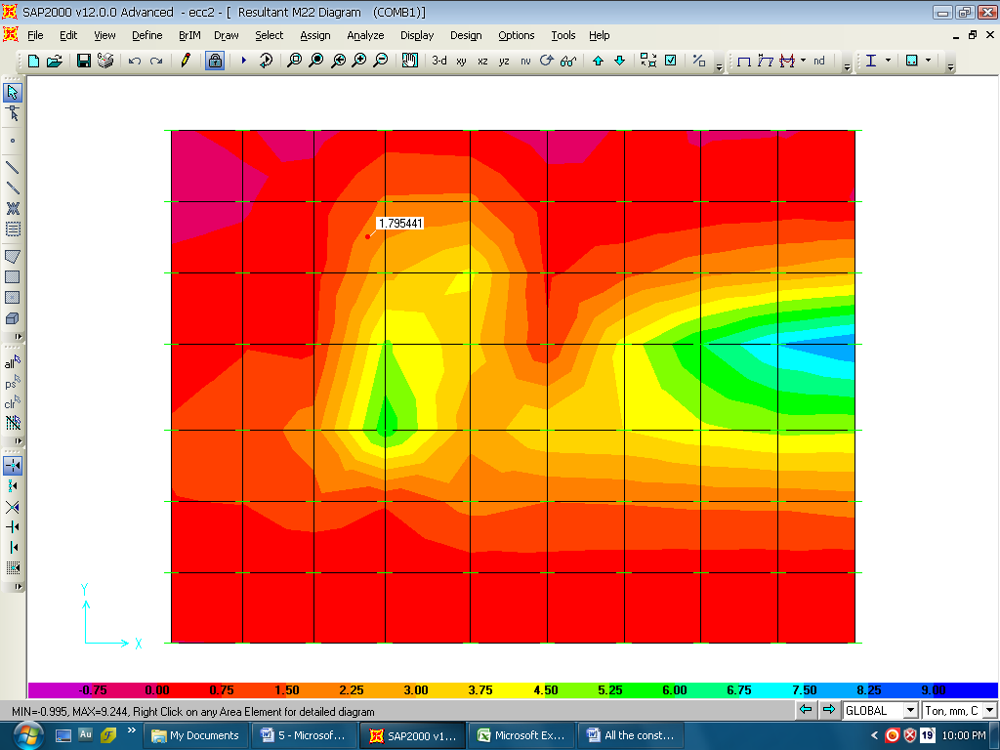 SAP2000 v12.0.0 Advanced - ecc2 - [ Resultant M22 Diagram (COMB1)]
File Edit View Define BrIM Draw Select Assign Analyze Display Design Options Tools Help
3-d xy xz yz nv nd
all
ps
clr
1.795441
Y
X
-0.75 0.00 0.75 1.50 2.25 3.00 3.75 4.50 5.25 6.00 6.75 7.50 8.25 9.00
MIN=-0.995, MAX=9.244, Right Click on any Area Element for detailed diagram
GLOBAL
Ton, mm, C
Au
My Documents
5 - Microsof...
SAP2000 v1...
Microsoft Ex...
All the const...
19
10:00 PM